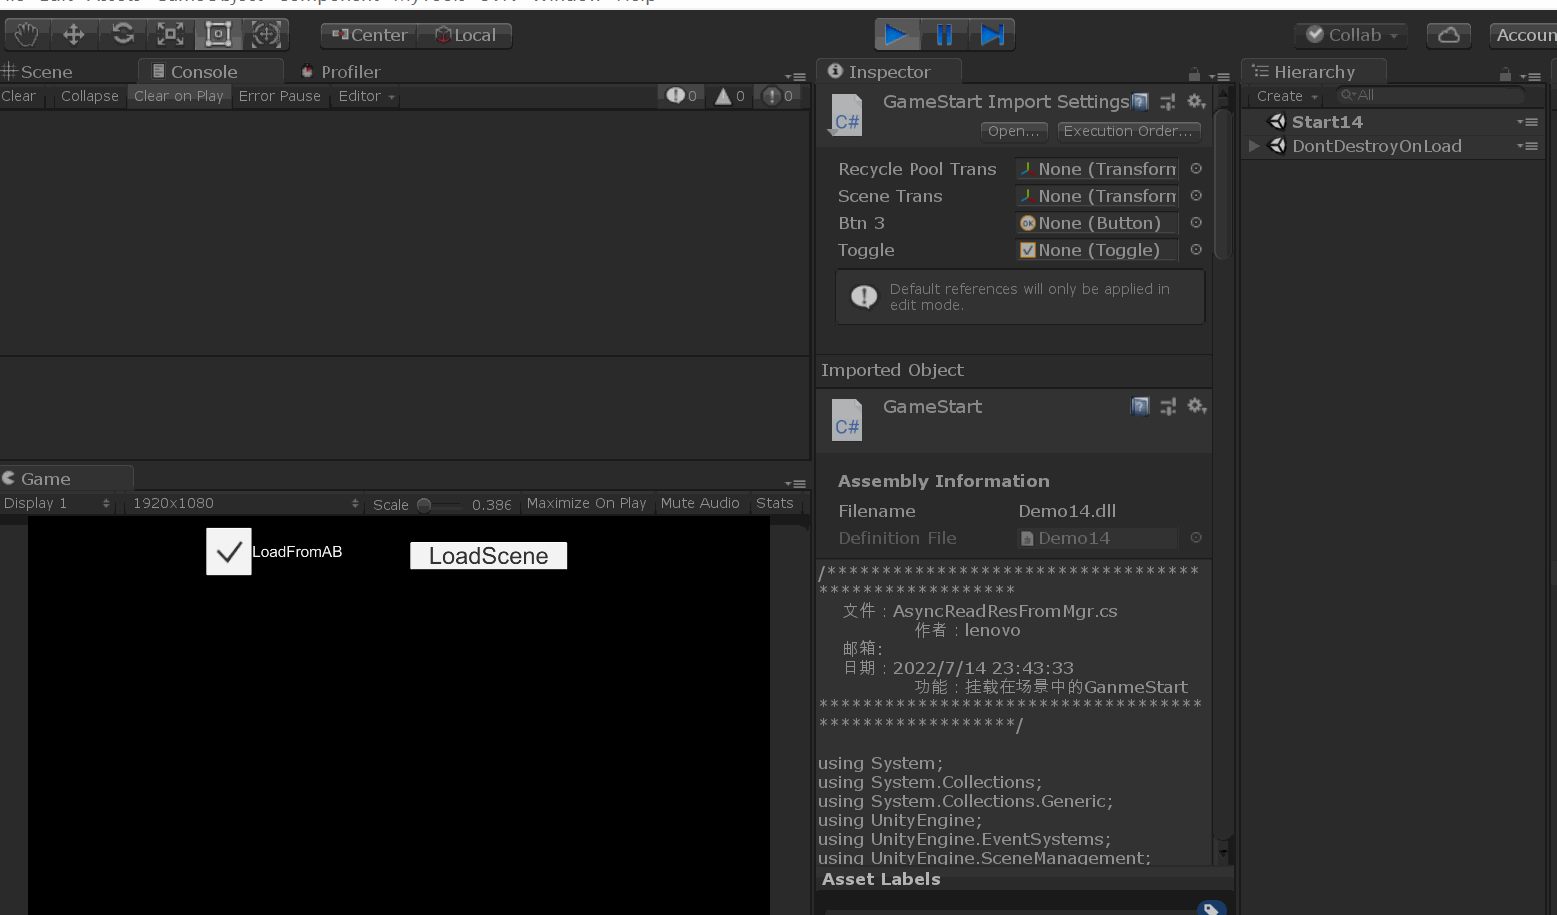 Center
Local
Collab
Accoun
Scene
Console
Profiler
Clear
Collapse
Clear on Play
Error Pause
Editor
0
0
0
Game
Display 1
1920x1080
Scale
0.386
Maximize On Play
Mute Audio
Stats
LoadFromAB
LoadScene
Inspector
C#
GameStart Import Settings
Open...
Execution Order...
Recycle Pool Trans
None (Transform
Scene Trans
None (Transform
Btn 3
None (Button)
Toggle
None (Toggle)
Default references will only be applied in
edit mode.
Imported Object
C#
GameStart
Assembly Information
Filename
Demo14.dll
Definition File
Demo14
/**********************************
******************
文件：AsyncReadResFromMgr.cs
作者：lenovo
邮箱:
日期：2022/7/14 23:43:33
功能：挂载在场景中的GanmeStart
***********************************
******************/
using System;
using System.Collections;
using System.Collections.Generic;
using UnityEngine;
using UnityEngine.EventSystems;
using UnityEngine.SceneManagement;
Asset Labels
Hierarchy
Create
All
Start14
DontDestroyOnLoad